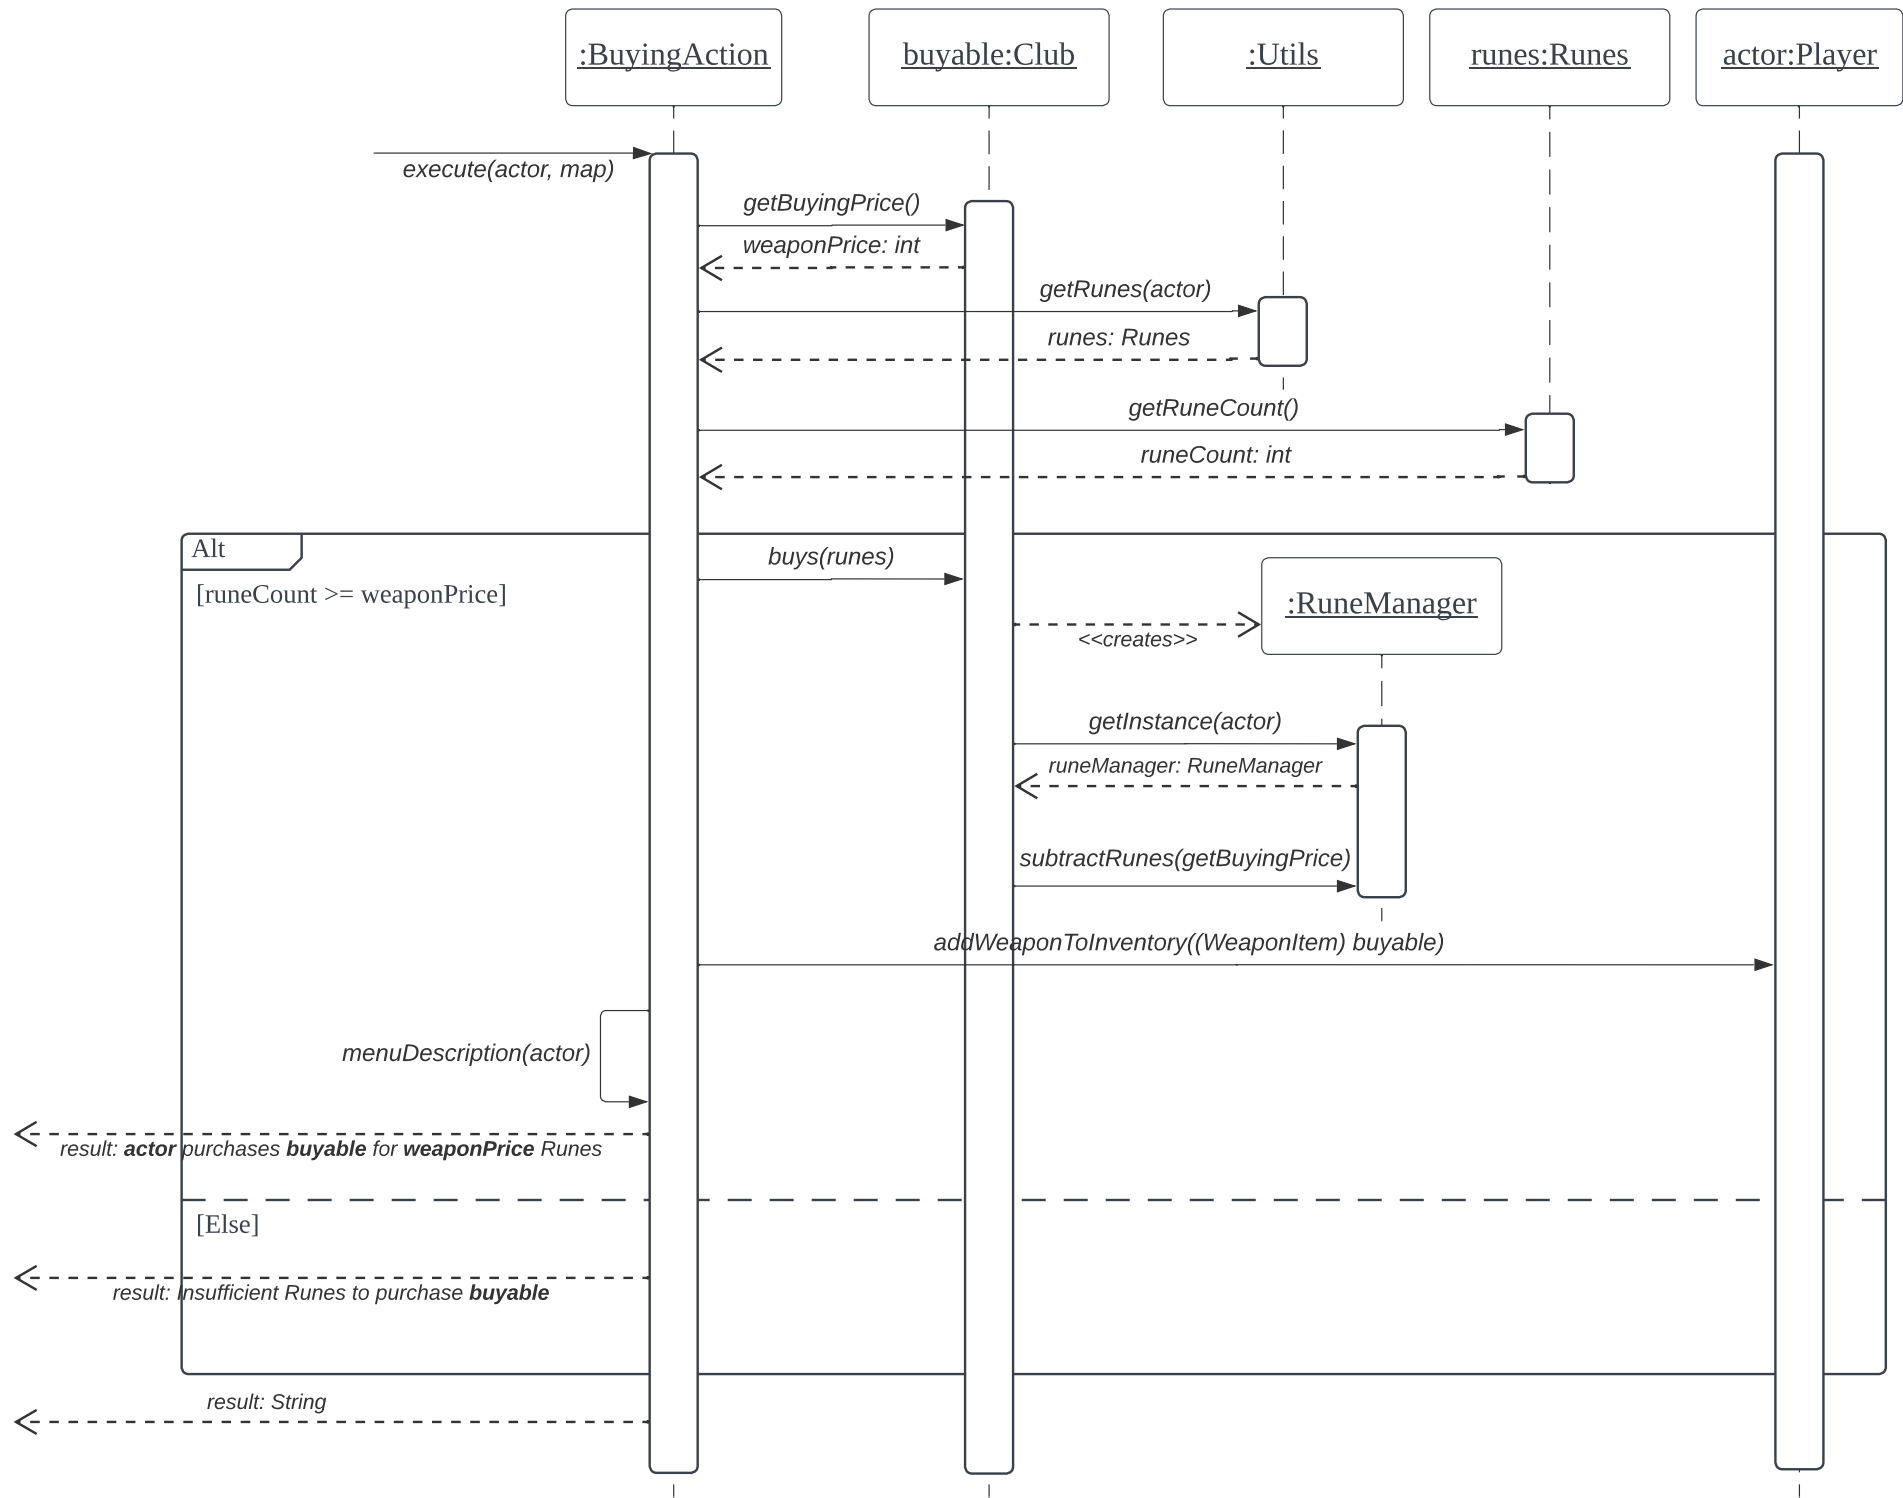 :BuyingAction
buyable:Club
:Utils
runes:Runes
actor:Player
execute(actor, map)
getBuyingPrice()
weaponPrice: int
getRunes(actor)
runes: Runes
getRuneCount()
runeCount: int
Alt
buys(runes)
[runeCount >= weaponPrice]
:RuneManager
<<creates>>
getInstance(actor)
runeManager: RuneManager
subtractRunes(getBuyingPrice)
addWeaponToInventory((WeaponItem) buyable)
menuDescription(actor)
result: actor purchases buyable for weaponPrice Runes
[Else]
result: Insufficient Runes to purchase buyable
result: String